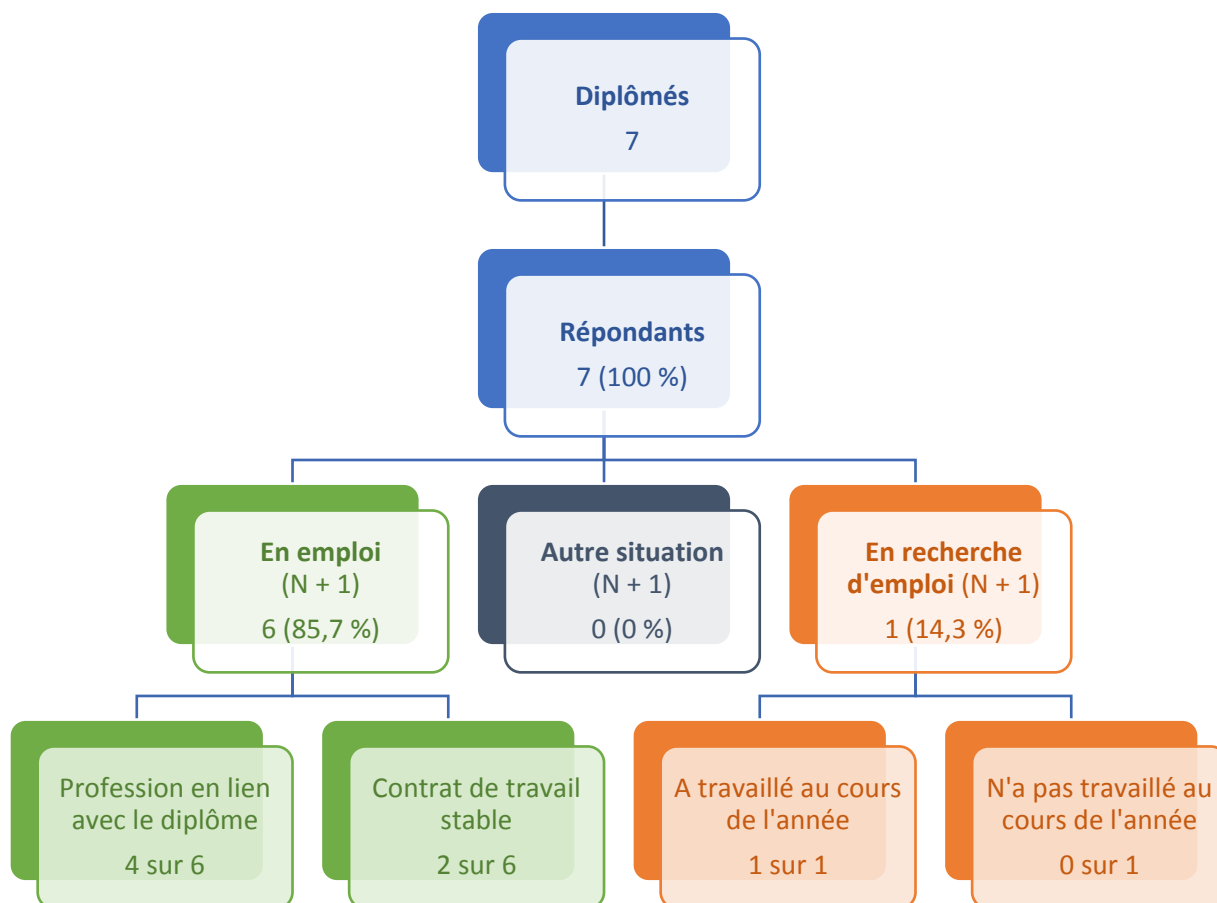 Diplômés
7
Répondants
7 (100 %)
En emploi
(N + 1)
6 (85,7 %)
Autre situation
(N + 1)
0 (0 %)
En recherche
d'emploi (N + 1)
1 (14,3 %)
Profession en lien
avec le diplôme
4 sur 6
Contrat de travail
stable
2 sur 6
A travaillé au cours
de l'année
1 sur 1
N'a pas travaillé au
cours de l'année
0 sur 1